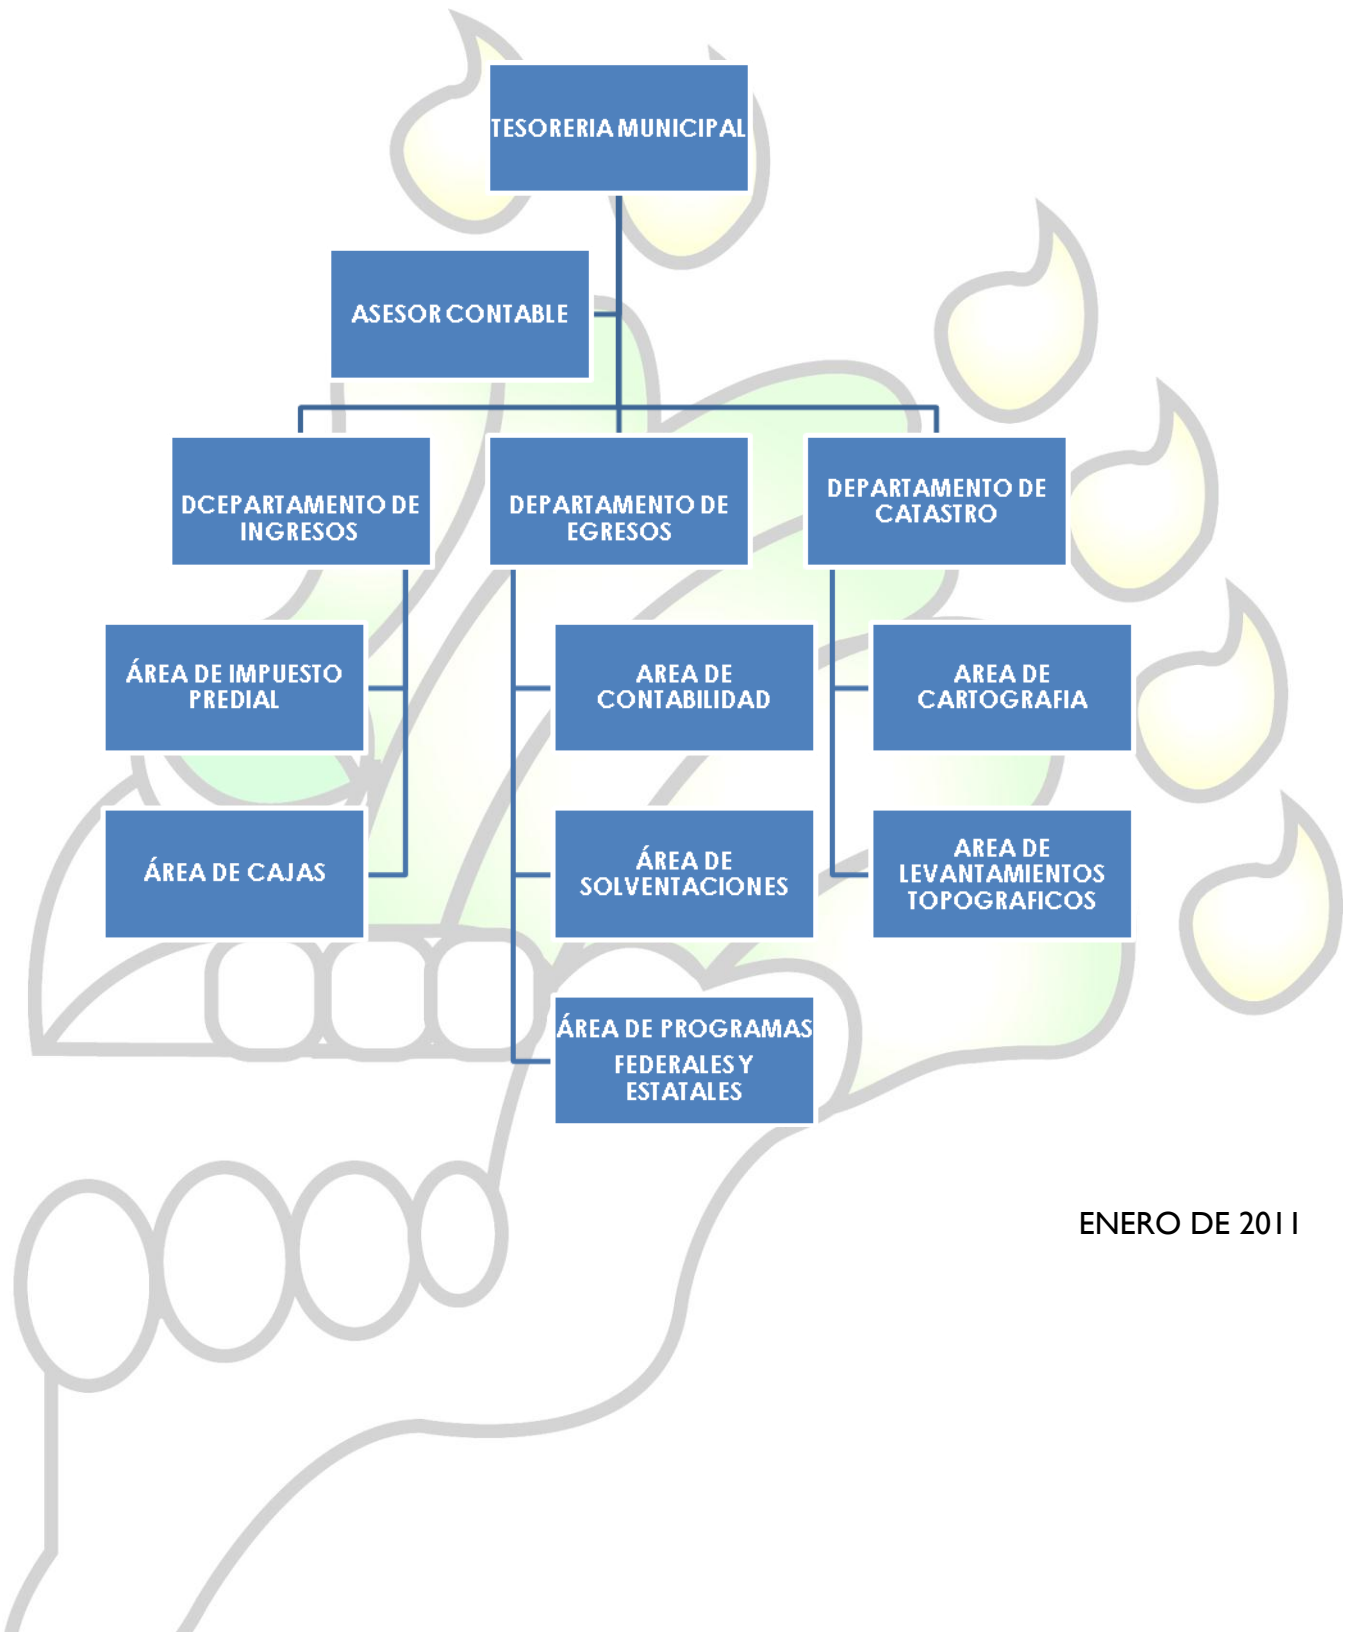 TESORERIA MUNICIPAL
ASESOR CONTABLE
DCEPARTAMENTO DE
INGRESOS
DEPARTAMENTO DE
EGRESOS
DEPARTAMENTO DE
CATASTRO
ÁREA DE IMPUESTO
PREDIAL
AREA DE
CONTABILIDAD
AREA DE
CARTOGRAFIA
ÁREA DE CAJAS
ÁREA DE
SOLVENTACIONES
AREA DE
LEVANTAMIENTOS
TOPOGRAFICOS
ÁREA DE PROGRAMAS
FEDERALES Y
ESTATALES
ENERO DE 2011